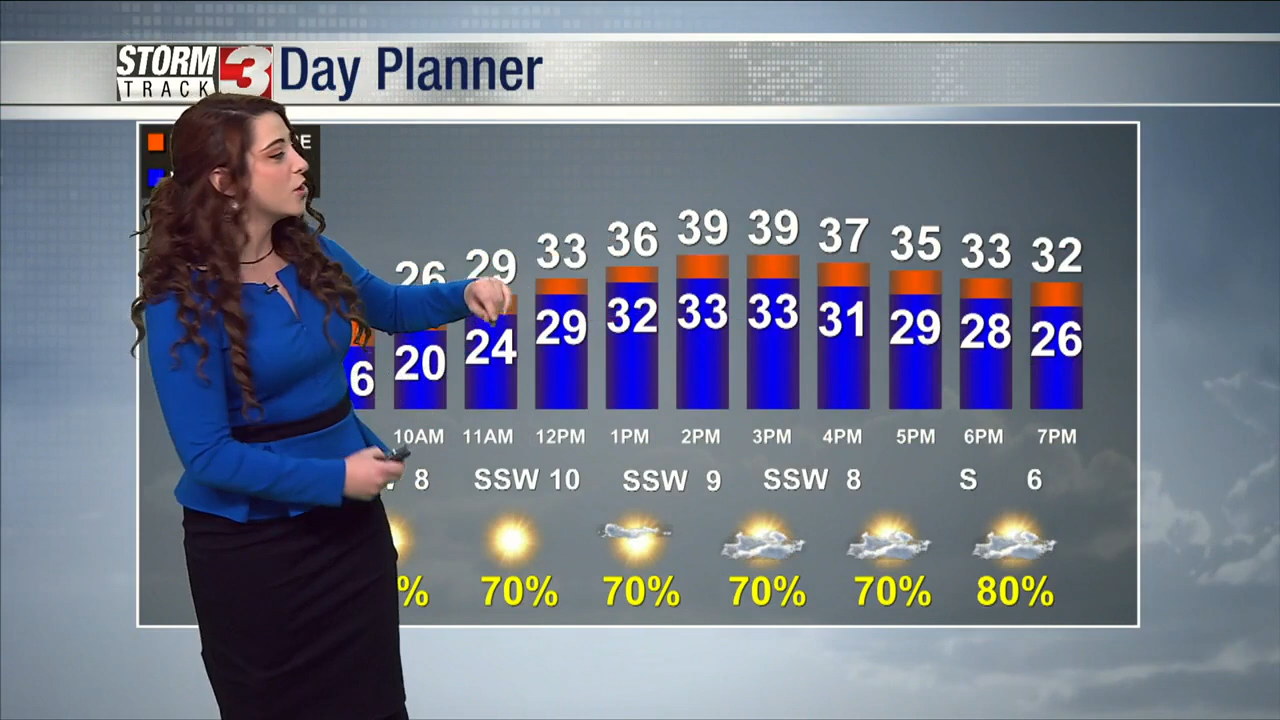 STORM TRACK 3 Day Planner
26 29 33 36 39 39 37 35 33 32
6 20 24 29 32 33 33 31 29 28 26
10AM 11AM 12PM 1PM 2PM 3PM 4PM 5PM 6PM 7PM
8 SSW 10 SSW 9 SSW 8 S 6
% 70% 70% 70% 70% 80%